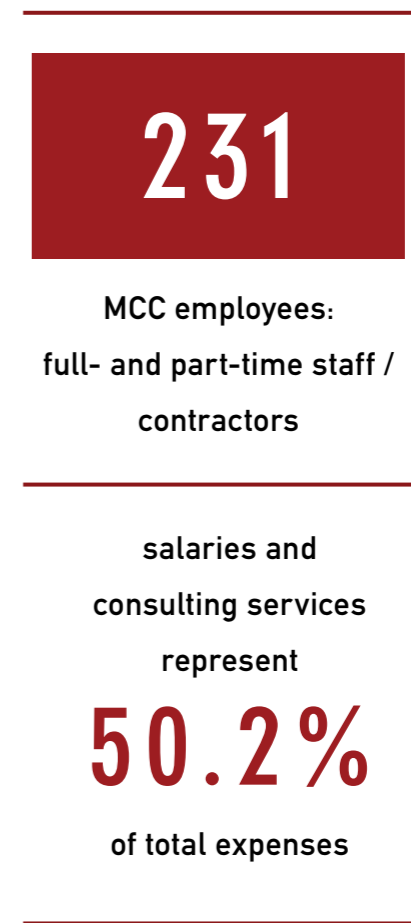 231
MCC employees:
full- and part-time staff /
contractors
salaries and
consulting services
represent
50.2%
of total expenses